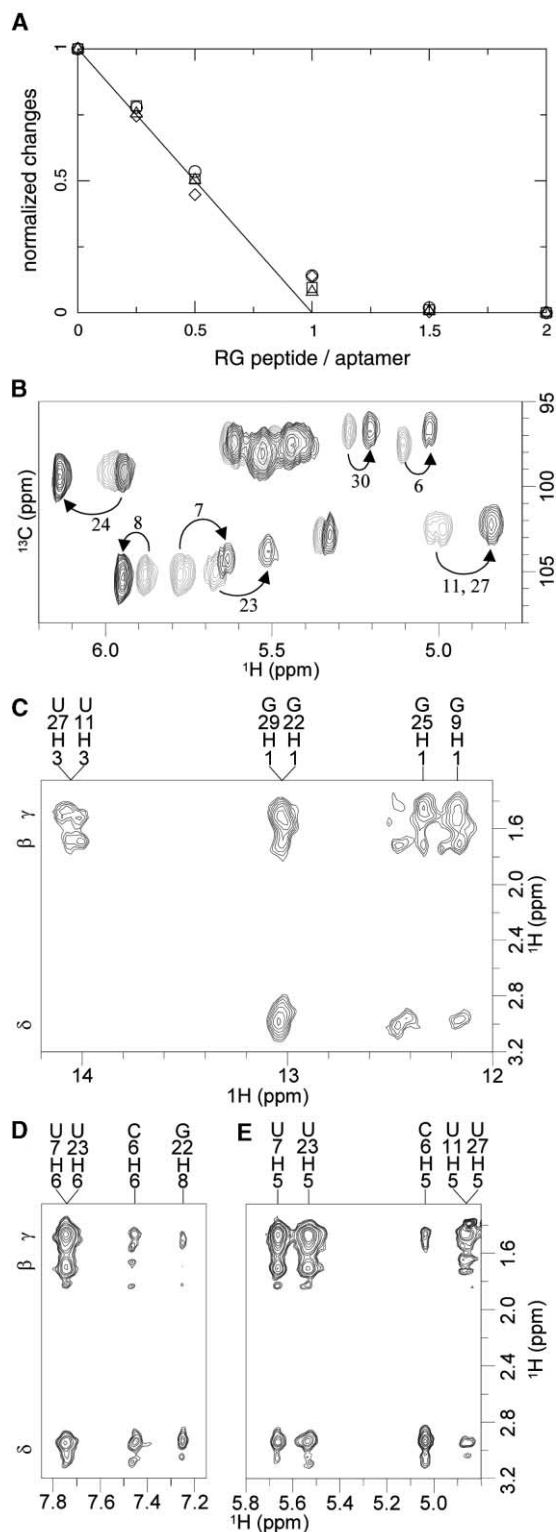 A
normalized changes
1
0.5
0
0 0.5 1 1.5 2
RG peptide / aptamer
B
13C (ppm)
95
100
105
24
8
7
23
30
6
11, 27
6.0 5.5 5.0
1H (ppm)
C
U U G G G G
27 11 29 22 25 9
H H H H H H
3 3 1 1 1 1
β γ
δ
1.6
2.0
2.4
2.8
3.2
1H (ppm)
14 13 12
1H (ppm)
D
U U C G
7 23 6 22
H H H H
6 6 6 8
β γ
δ
7.8 7.6 7.4 7.2
E
U U C U U
7 23 6 11 27
H H H H H
5 5 5 5 5
1.6
2.0
2.4
2.8
3.2
1H (ppm)
5.8 5.6 5.4 5.2 5.0
1H (ppm)